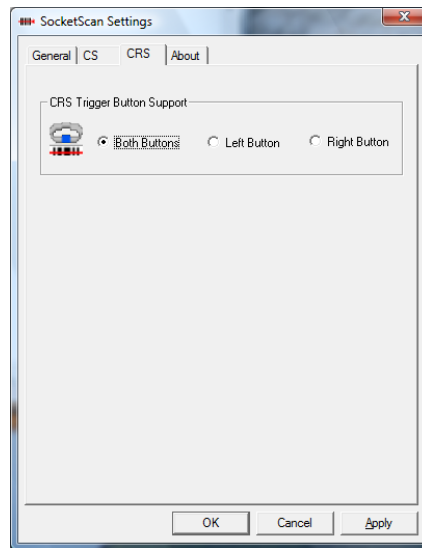 SocketScan Settings
General CS CRS About
CRS Trigger Button Support
Both Buttons Left Button Right Button
OK Cancel Apply